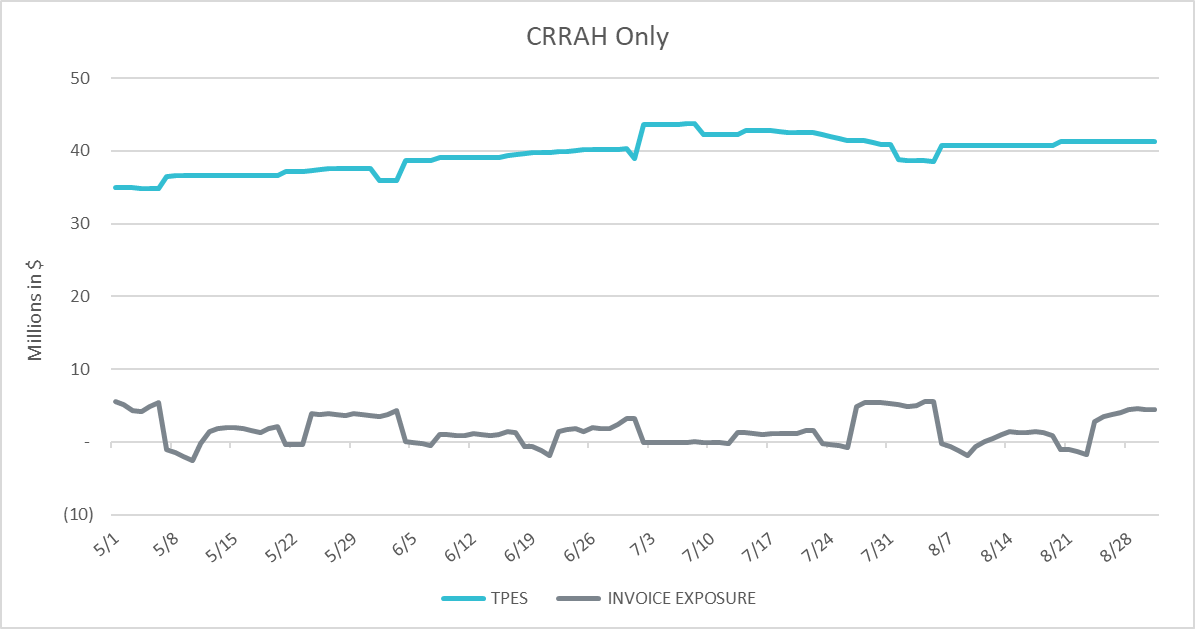 CRRAH Only
50
40
30
20
10
-
(10)
Millions in $
5/1 5/8 5/15 5/22 5/29 6/5 6/12 6/19 6/26 7/3 7/10 7/17 7/24 7/31 8/7 8/14 8/21 8/28
TPES INVOICE EXPOSURE